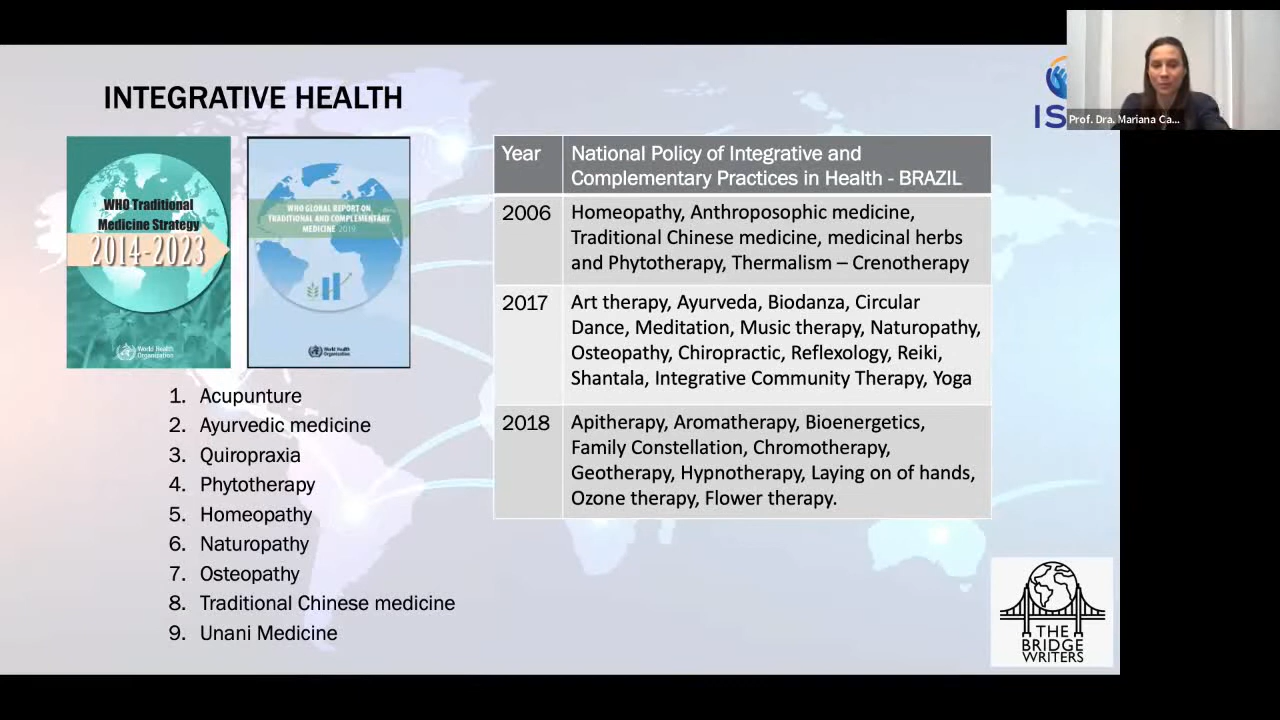 INTEGRATIVE HEALTH
WHO Traditional
Medicine Strategy
2014-2023
World Health
Organization
WHO GLOBAL REPORT ON
TRADITIONAL AND COMPLEMENTARY
MEDICINE 2019
World Health
Organization
1. Acupunture
2. Ayurvedic medicine
3. Quiropraxia
4. Phytotherapy
5. Homeopathy
6. Naturopathy
7. Osteopathy
8. Traditional Chinese medicine
9. Unani Medicine
Year
National Policy of Integrative and
Complementary Practices in Health - BRAZIL
2006
Homeopathy, Anthroposophic medicine,
Traditional Chinese medicine, medicinal herbs
and Phytotherapy, Thermalism – Crenotherapy
2017
Art therapy, Ayurveda, Biodanza, Circular
Dance, Meditation, Music therapy, Naturopathy,
Osteopathy, Chiropractic, Reflexology, Reiki,
Shantala, Integrative Community Therapy, Yoga
2018
Apitherapy, Aromatherapy, Bioenergetics,
Family Constellation, Chromotherapy,
Geotherapy, Hypnotherapy, Laying on of hands,
Ozone therapy, Flower therapy.
Prof. Dra. Mariana Ca...
THE
BRIDGE
WRITERS